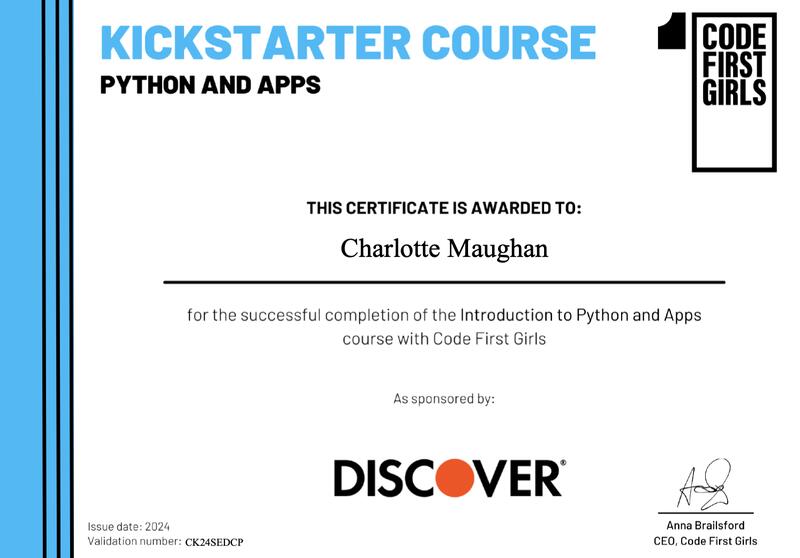 KICKSTARTER COURSE
PYTHON AND APPS
1
CODE
FIRST
GIRLS
THIS CERTIFICATE IS AWARDED TO:
Charlotte Maughan
for the successful completion of the Introduction to Python and Apps
course with Code First Girls
As sponsored by:
DISCOVER®
Issue date: 2024
Validation number: CK24SEDCP
Anna Brailsford
CEO, Code First Girls